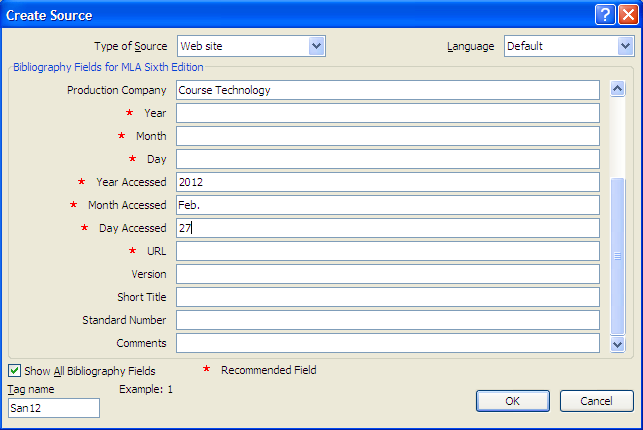 Create Source
Type of Source Web site Language Default
Bibliography Fields for MLA Sixth Edition
Production Company Course Technology
* Year
* Month
* Day
* Year Accessed 2012
* Month Accessed Feb.
* Day Accessed 27
* URL
Version
Short Title
Standard Number
Comments
Show All Bibliography Fields * Recommended Field
Tag name Example: 1
San12
OK Cancel